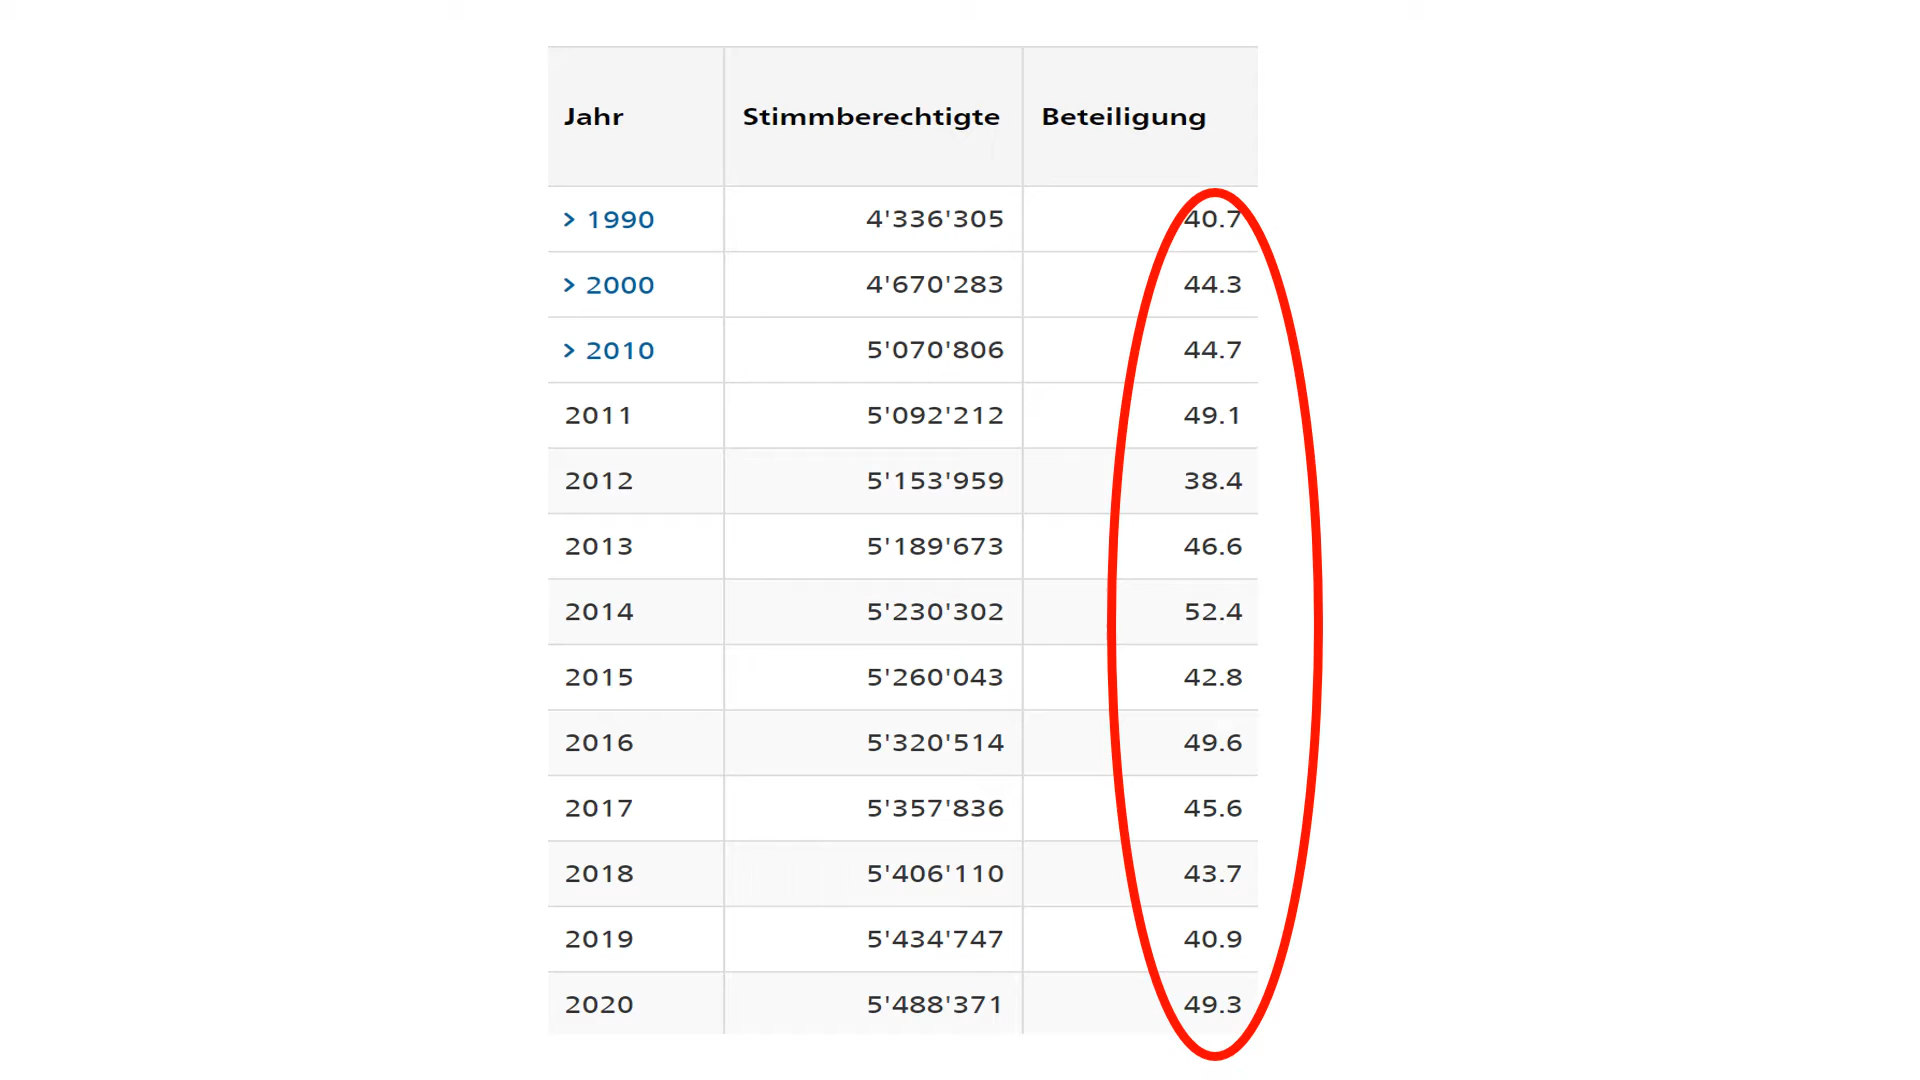 Jahr Stimmberechtigte Beteiligung
> 1990 4'336'305 40.7
> 2000 4'670'283 44.3
> 2010 5'070'806 44.7
2011 5'092'212 49.1
2012 5'153'959 38.4
2013 5'189'673 46.6
2014 5'230'302 52.4
2015 5'260'043 42.8
2016 5'320'514 49.6
2017 5'357'836 45.6
2018 5'406'110 43.7
2019 5'434'747 40.9
2020 5'488'371 49.3